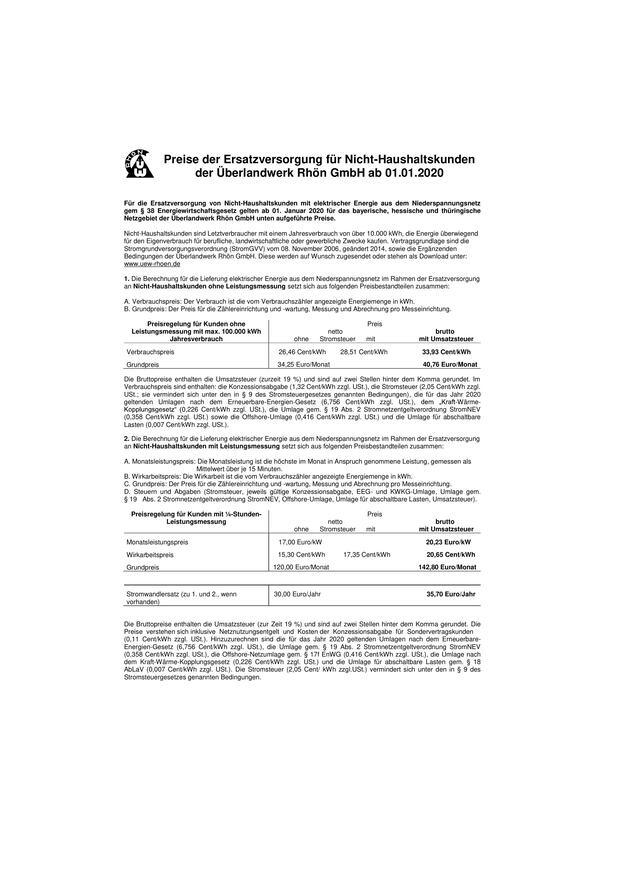 RHÖN
ÜW
Preise der Ersatzversorgung für Nicht-Haushaltskunden
der Überlandwerk Rhön GmbH ab 01.01.2020
Für die Ersatzversorgung von Nicht-Haushaltskunden mit elektrischer Energie aus dem Niederspannungsnetz
gem § 38 Energiewirtschaftsgesetz gelten ab 01. Januar 2020 für das bayerische, hessische und thüringische
Netzgebiet der Überlandwerk Rhön GmbH unten aufgeführte Preise.
Nicht-Haushaltskunden sind Letztverbraucher mit einem Jahresverbrauch von über 10.000 kWh, die Energie überwiegend
für den Eigenverbrauch für berufliche, landwirtschaftliche oder gewerbliche Zwecke kaufen. Vertragsgrundlage sind die
Stromgrundversorgungsverordnung (StromGVV) vom 08. November 2006, geändert 2014, sowie die Ergänzenden
Bedingungen der Überlandwerk Rhön GmbH. Diese werden auf Wunsch zugesendet oder stehen als Download unter:
www.uew-rhoen.de
1. Die Berechnung für die Lieferung elektrischer Energie aus dem Niederspannungsnetz im Rahmen der Ersatzversorgung
an Nicht-Haushaltskunden ohne Leistungsmessung setzt sich aus folgenden Preisbestandteilen zusammen:
A. Verbrauchspreis: Der Verbrauch ist die vom Verbrauchszähler angezeigte Energiemenge in kWh.
B. Grundpreis: Der Preis für die Zählereinrichtung und -wartung, Messung und Abrechnung pro Messeinrichtung.
Preisregelung für Kunden ohne Preis
Leistungsmessung mit max. 100.000 kWh netto brutto
Jahresverbrauch ohne Stromsteuer mit mit Umsatzsteuer
Verbrauchspreis 26,46 Cent/kWh 28,51 Cent/kWh 33,93 Cent/kWh
Grundpreis 34,25 Euro/Monat 40,76 Euro/Monat
Die Bruttopreise enthalten die Umsatzsteuer (zurzeit 19 %) und sind auf zwei Stellen hinter dem Komma gerundet. Im
Verbrauchspreis sind enthalten: die Konzessionsabgabe (1,32 Cent/kWh zzgl. USt.), die Stromsteuer (2,05 Cent/kWh zzgl.
USt.; sie vermindert sich unter den in § 9 des Stromsteuergesetzes genannten Bedingungen), die für das Jahr 2020
geltenden Umlagen nach dem Erneuerbare-Energien-Gesetz (6,756 Cent/kWh zzgl. USt.), dem „Kraft-Wärme-
Kopplungsgesetz“ (0,226 Cent/kWh zzgl. USt.), die Umlage gem. § 19 Abs. 2 Stromnetzentgeltverordnung StromNEV
(0,358 Cent/kWh zzgl. USt.) sowie die Offshore-Umlage (0,416 Cent/kWh zzgl. USt.) und die Umlage für abschaltbare
Lasten (0,007 Cent/kWh zzgl. USt.).
2. Die Berechnung für die Lieferung elektrischer Energie aus dem Niederspannungsnetz im Rahmen der Ersatzversorgung
an Nicht-Haushaltskunden mit Leistungsmessung setzt sich aus folgenden Preisbestandteilen zusammen:
A. Monatsleistungspreis: Die Monatsleistung ist die höchste im Monat in Anspruch genommene Leistung, gemessen als
Mittelwert über je 15 Minuten.
B. Wirkarbeitspreis: Die Wirkarbeit ist die vom Verbrauchszähler angezeigte Energiemenge in kWh.
C. Grundpreis: Der Preis für die Zählereinrichtung und -wartung, Messung und Abrechnung pro Messeinrichtung.
D. Steuern und Abgaben (Stromsteuer, jeweils gültige Konzessionsabgabe, EEG- und KWKG-Umlage, Umlage gem.
§ 19 Abs. 2 Stromnetzentgeltverordnung StromNEV, Offshore-Umlage, Umlage für abschaltbare Lasten, Umsatzsteuer).
Preisregelung für Kunden mit ¼-Stunden- Preis
Leistungsmessung netto brutto
ohne Stromsteuer mit mit Umsatzsteuer
Monatsleistungspreis 17,00 Euro/kW 20,23 Euro/kW
Wirkarbeitspreis 15,30 Cent/kWh 17,35 Cent/kWh 20,65 Cent/kWh
Grundpreis 120,00 Euro/Monat 142,80 Euro/Monat
Stromwandlersatz (zu 1. und 2., wenn 30,00 Euro/Jahr 35,70 Euro/Jahr
vorhanden)
Die Bruttopreise enthalten die Umsatzsteuer (zur Zeit 19 %) und sind auf zwei Stellen hinter dem Komma gerundet. Die
Preise verstehen sich inklusive Netznutzungsentgelt und Kosten der Konzessionsabgabe für Sondervertragskunden
(0,11 Cent/kWh zzgl. USt.). Hinzuzurechnen sind die für das Jahr 2020 geltenden Umlagen nach dem Erneuerbare-
Energien-Gesetz (6,756 Cent/kWh zzgl. USt.), die Umlage gem. § 19 Abs. 2 Stromnetzentgeltverordnung StromNEV
(0,358 Cent/kWh zzgl. USt.), die Offshore-Netzumlage gem. § 17f EnWG (0,416 Cent/kWh zzgl. USt.), die Umlage nach
dem Kraft-Wärme-Kopplungsgesetz (0,226 Cent/kWh zzgl. USt.) und die Umlage für abschaltbare Lasten gem. § 18
AbLaV (0,007 Cent/kWh zzgl. USt.). Die Stromsteuer (2,05 Cent/ kWh zzgl.USt.) vermindert sich unter den in § 9 des
Stromsteuergesetzes genannten Bedingungen.